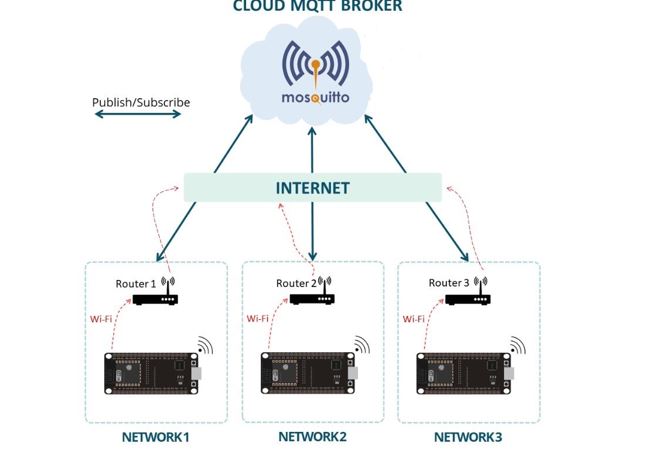 CLOUD MQTT BROKER
mosquitto
Publish/Subscribe
INTERNET
Router 1
Router 2
Router 3
Wi-Fi
Wi-Fi
Wi-Fi
NETWORK1
NETWORK2
NETWORK3